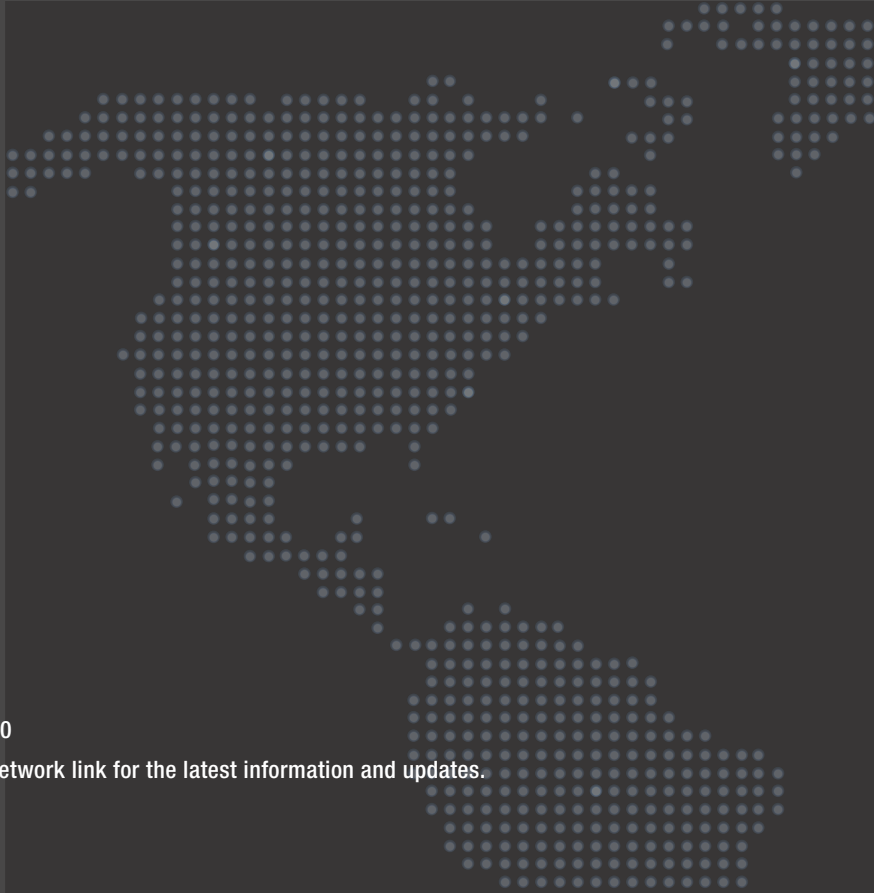 0
etwork link for the latest information and updates.